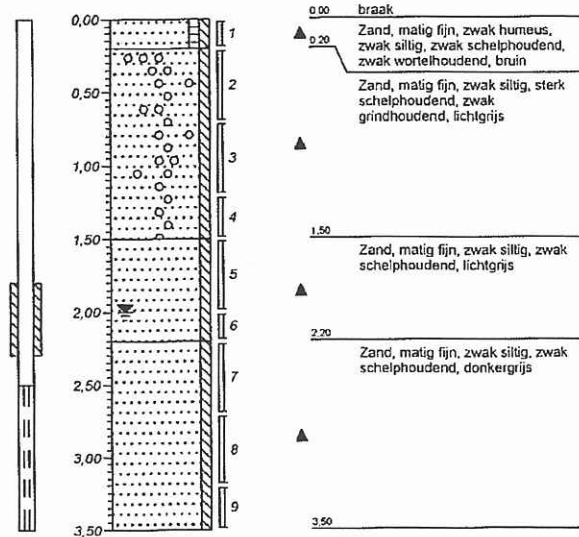 0,00
0,50
1,00
1,50
2,00
2,50
3,00
3,50
1
2
3
4
5
6
7
8
9
0.00 braak
Zand, matig fijn, zwak humeus,
0.20 zwak siltig, zwak schelphoudend,
zwak wortelhoudend, bruin
Zand, matig fijn, zwak siltig, sterk
schelphoudend, zwak
grindhoudend, lichtgrijs
1,50
Zand, matig fijn, zwak siltig, zwak
schelphoudend, lichtgrijs
2,20
Zand, matig fijn, zwak siltig, zwak
schelphoudend, donkergrijs
3,50